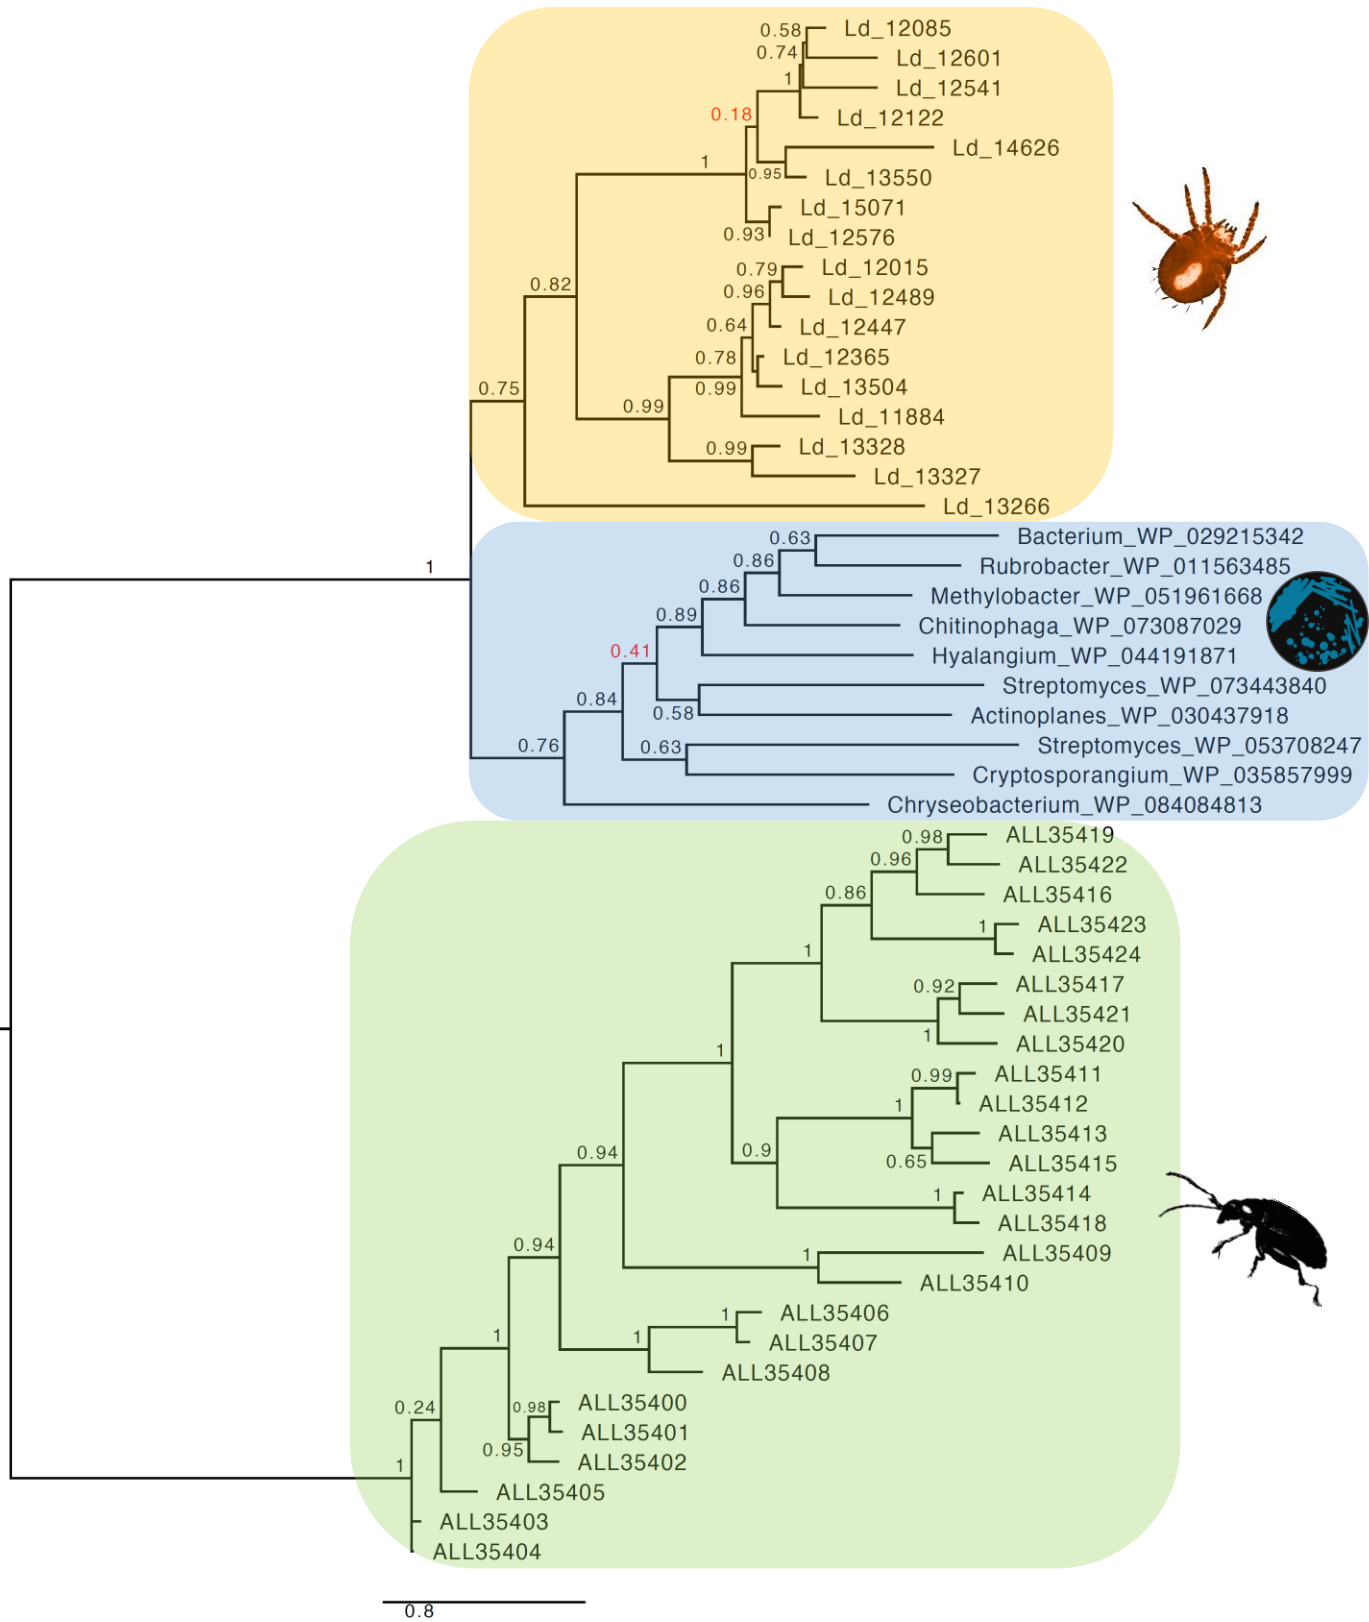 0.58
Ld_12085
0.74
Ld_12601
1
Ld_12541
0.18
Ld_12122
1
0.95
Ld_14626
Ld_13550
Ld_15071
0.93
Ld_12576
0.79
Ld_12015
0.82
0.96
Ld_12489
0.64
Ld_12447
0.78
Ld_12365
0.75
0.99
0.99
Ld_13504
Ld_11884
0.99
Ld_13328
Ld_13327
Ld_13266
0.63
Bacterium_WP_029215342
1
0.86
Rubrobacter_WP_011563485
0.86
Methylobacter_WP_051961668
0.89
Chitinophaga_WP_073087029
0.41
Hyalangium_WP_044191871
0.84
Streptomyces_WP_073443840
0.58
Actinoplanes_WP_030437918
0.76
0.63
Streptomyces_WP_053708247
Cryptosporangium_WP_035857999
Chryseobacterium_WP_084084813
0.98
ALL35419
0.96
ALL35422
0.86
ALL35416
1
ALL35423
1
ALL35424
0.92
ALL35417
ALL35421
1
ALL35420
1
0.99
ALL35411
1
ALL35412
ALL35413
0.94
0.9
0.65
ALL35415
1
ALL35414
ALL35418
0.94
1
ALL35409
ALL35410
1
1
ALL35406
1
ALL35407
ALL35408
0.24
0.98
ALL35400
ALL35401
0.95
ALL35402
1
ALL35405
ALL35403
ALL35404
0.8